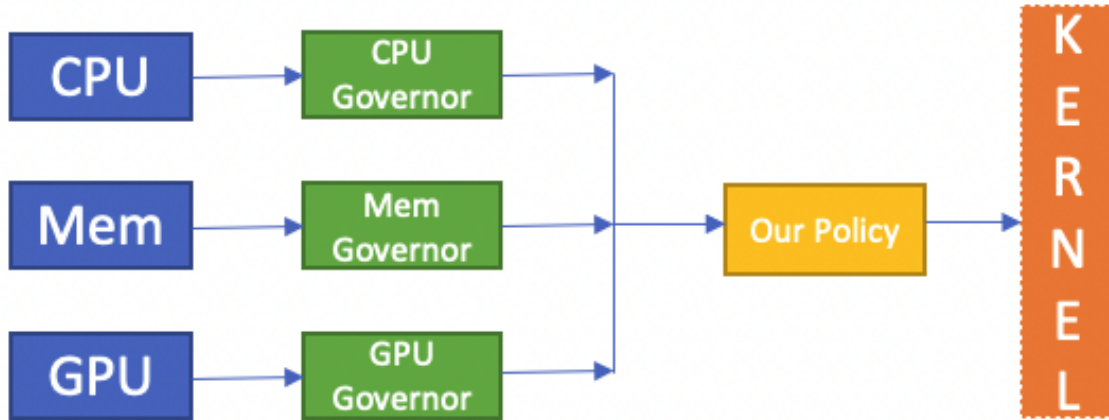 CPU
CPU
Governor
Mem
Mem
Governor
GPU
GPU
Governor
Our Policy
K
E
R
N
E
L